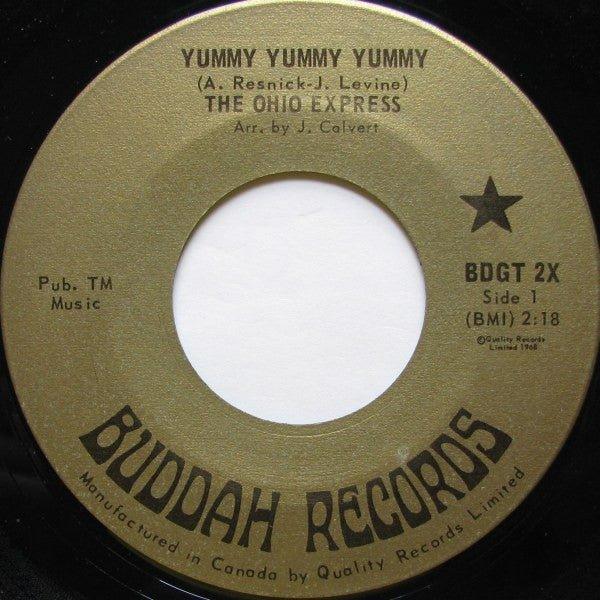 YUMMY YUMMY YUMMY
(A. Resnick-J. Levine)
THE OHIO EXPRESS
Arr. by J. Calvert
Pub. TM
Music
BDGT 2X
Side 1
(BMI) 2:18
©Quality Records
Limited 1968
BUDDAH RECORDS
Manufactured in Canada by Quality Records Limited